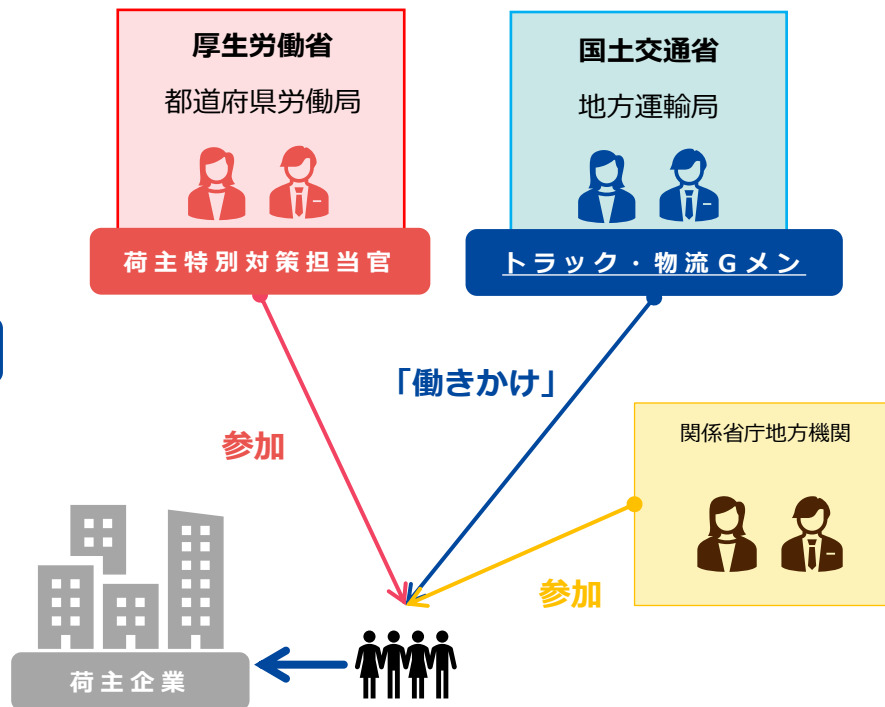 厚生労働省
都道府県労働局
荷主特別対策担当官
国土交通省
地方運輸局
トラック・物流Gメン
「働きかけ」
参加
関係省庁地方機関
参加
荷主企業